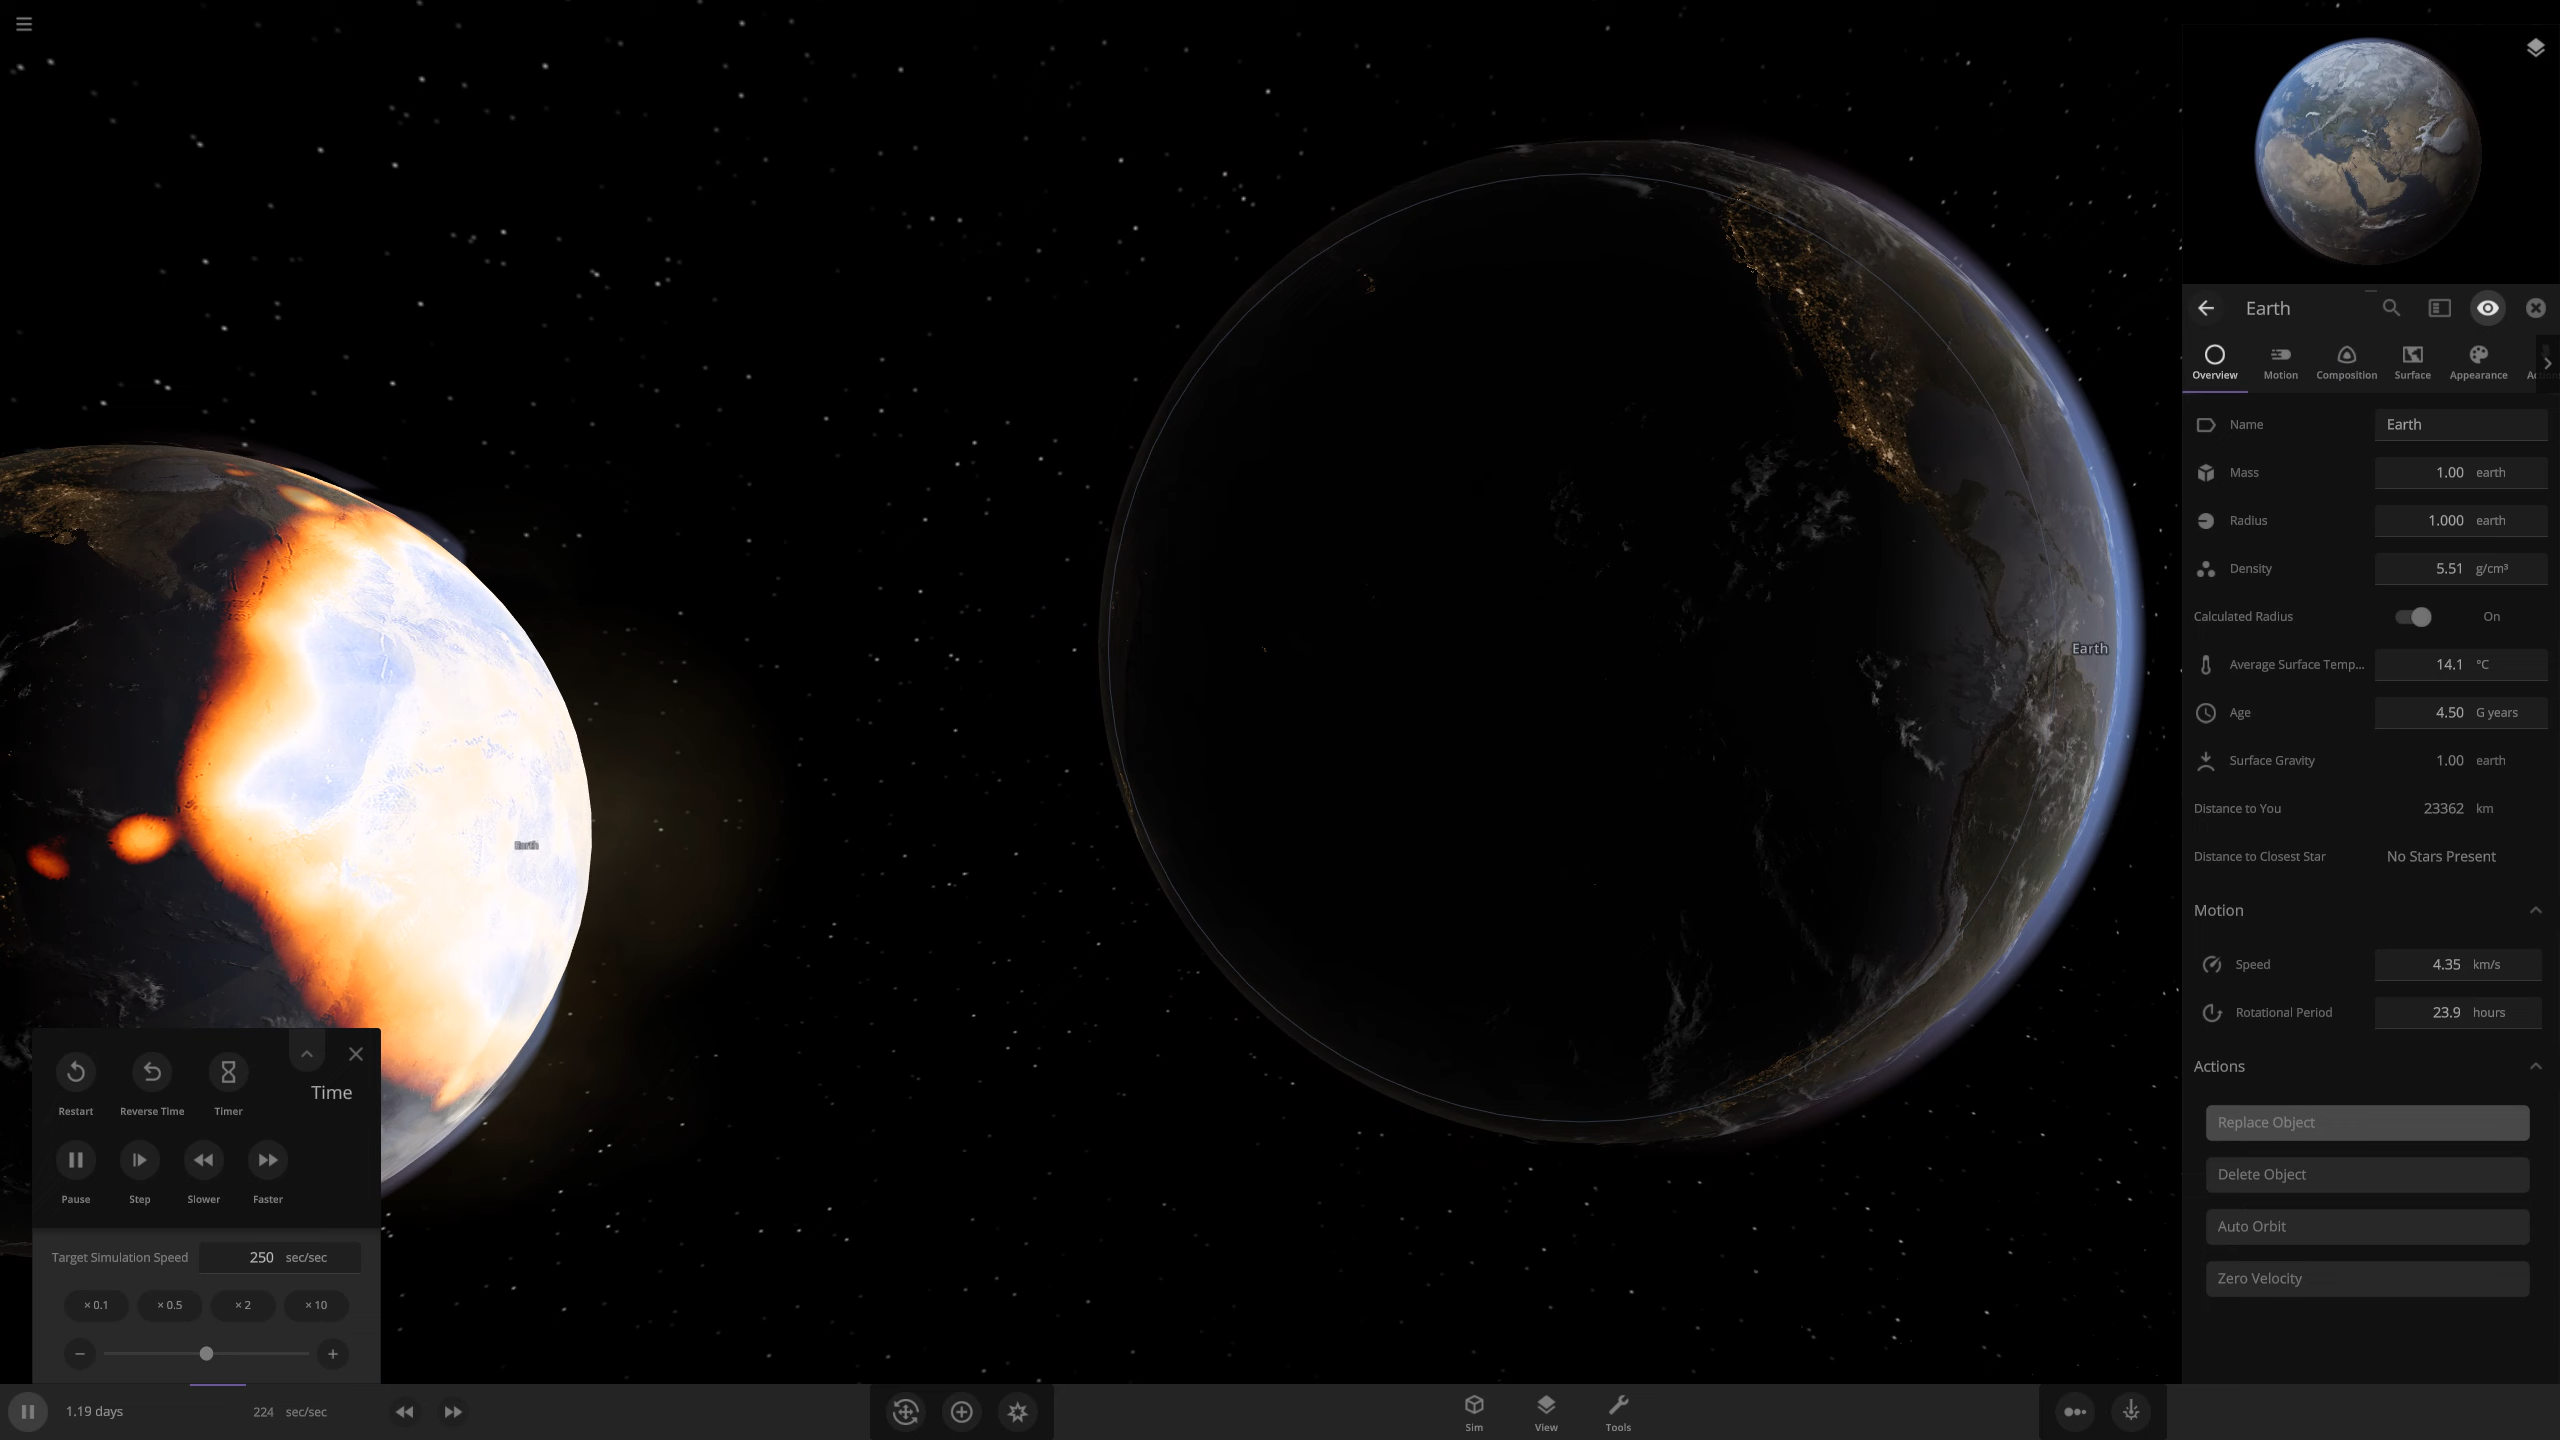 Earth
Overview
Motion
Composition
Surface
Appearance
Name
Earth
Mass
1.00 earth
Radius
1.000 earth
Density
5.51 g/cm³
Calculated Radius
On
Average Surface Temp...
14.1 °C
Age
4.50 G years
Surface Gravity
1.00 earth
Distance to You
23362 km
Distance to Closest Star
No Stars Present
Motion
Speed
4.35 km/s
Rotational Period
23.9 hours
Actions
Replace Object
Delete Object
Auto Orbit
Zero Velocity
Earth
Earth
Time
Restart
Reverse Time
Timer
Pause
Step
Slower
Faster
Target Simulation Speed
250 sec/sec
× 0.1
× 0.5
× 2
× 10
1.19 days
224 sec/sec
Sim
View
Tools